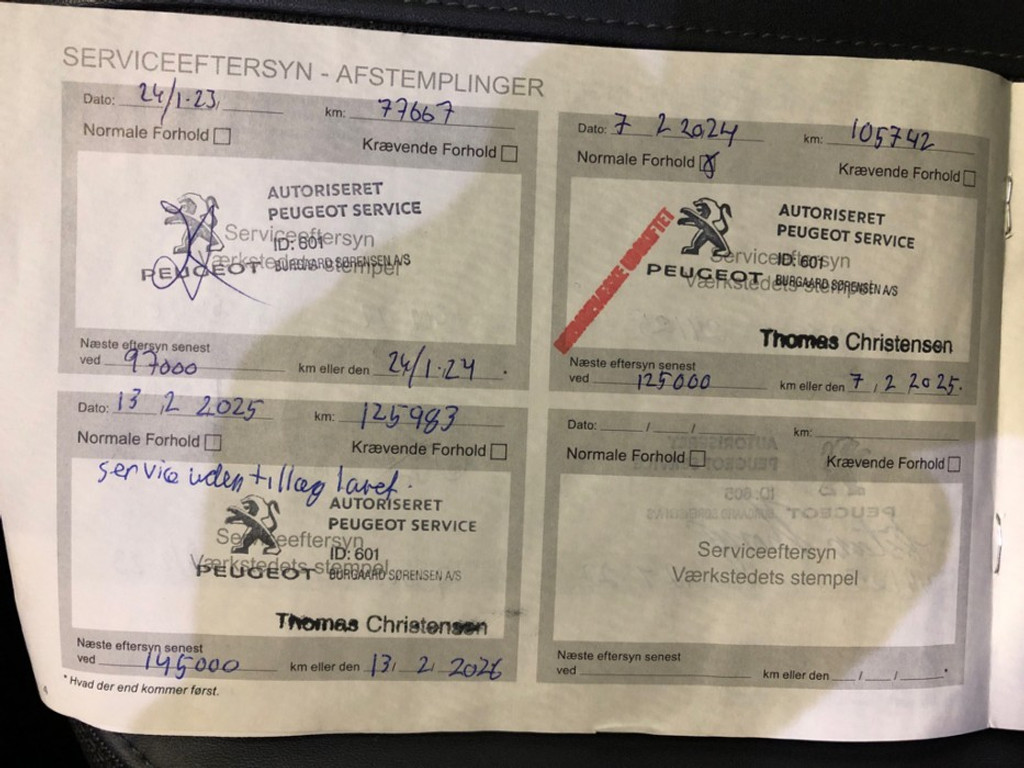 SERVICEEFTERSYN - AFSTEMPLINGER
Dato: 24/1-23, km: 77667
Normale Forhold
Krævende Forhold
AUTORISERET
PEUGEOT SERVICE
Serviceeftersyn
ID: 601
Værkstedets stempel
PEUGEOT BURGAARD SØRENSEN A/S
Næste eftersyn senest
ved 97000 km eller den 24/1-24.
Dato: 7 2 2024 km: 105742
Normale Forhold X
Krævende Forhold
AUTORISERET
PEUGEOT SERVICE
Serviceeftersyn
ID: 601
Værkstedets stempel
PEUGEOT BURGAARD SØRENSEN A/S
UDSKIFTET
Thomas Christensen
Næste eftersyn senest
ved 125000 km eller den 7, 2 2025.
Dato: 13, 2 2025 km: 125983
Normale Forhold
Krævende Forhold
service uden tillæg lavet.
AUTORISERET
PEUGEOT SERVICE
Serviceeftersyn
ID: 601
Værkstedets stempel
PEUGEOT BURGAARD SØRENSEN A/S
Thomas Christensen
Næste eftersyn senest
ved 145000 km eller den 13, 2 2026
Dato: / / km:
Normale Forhold
Krævende Forhold
Serviceeftersyn
Værkstedets stempel
Næste eftersyn senest
ved km eller den / / *
* Hvad der end kommer først.
4